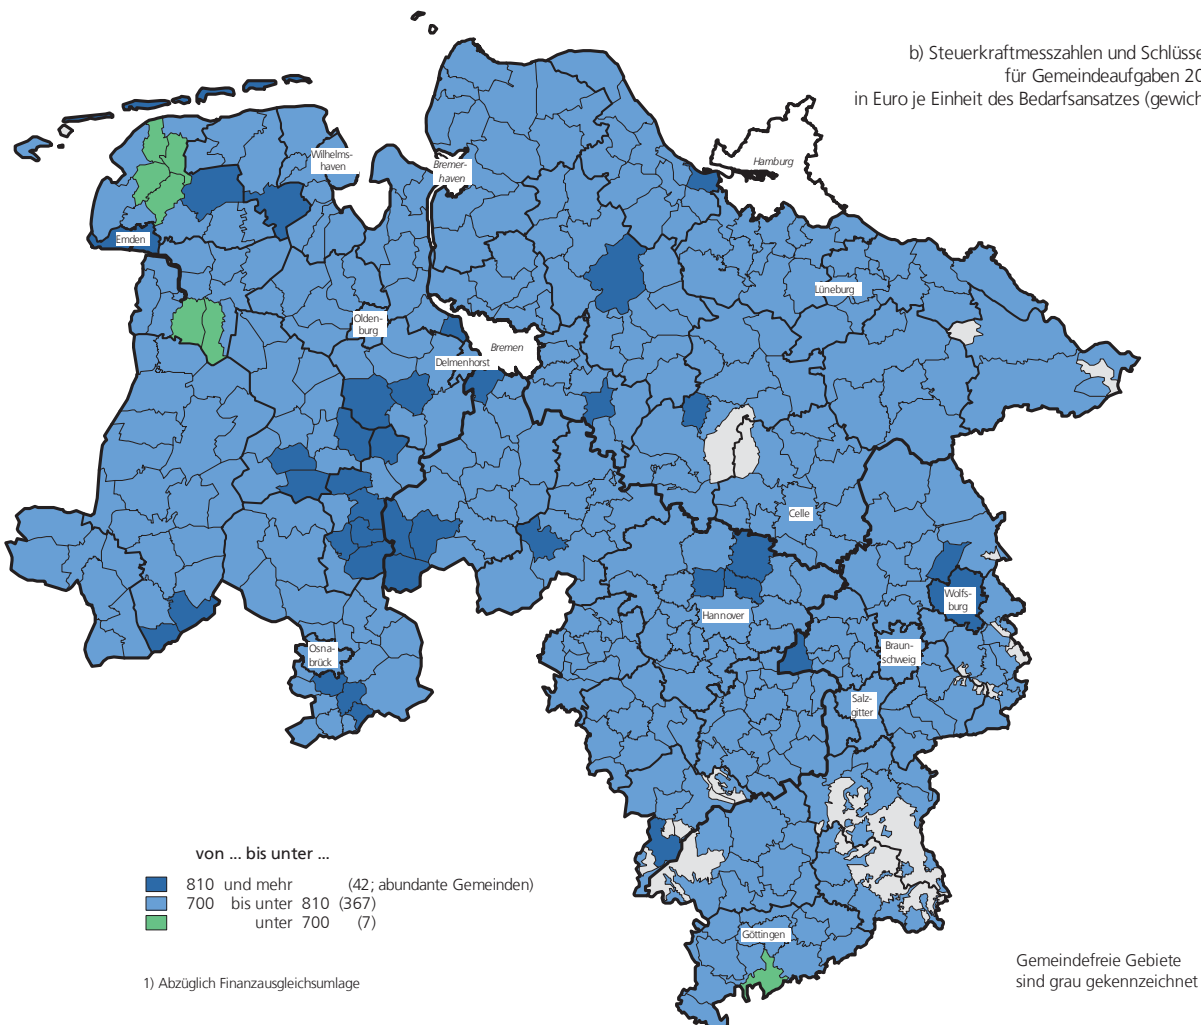 b) Steuerkraftmesszahlen und
für Gemeindeaufgaben
in Euro je Einheit des Bedarfsansatzes
Wilhelms-
haven
Bremer-
haven
Hamburg
Emden
Lüneburg
Olden-
burg
Bremen
Delmenhorst
Celle
Wolfs-
burg
Hannover
Braun-
schweig
Osna-
brück
Salz-
gitter
von ... bis unter ...
810 und mehr (42; abundante Gemeinden)
700 bis unter 810 (367)
unter 700 (7)
Göttingen
1) Abzüglich Finanzausgleichsumlage
Gemeindefreie Gebiete
sind grau gekennzeichnet